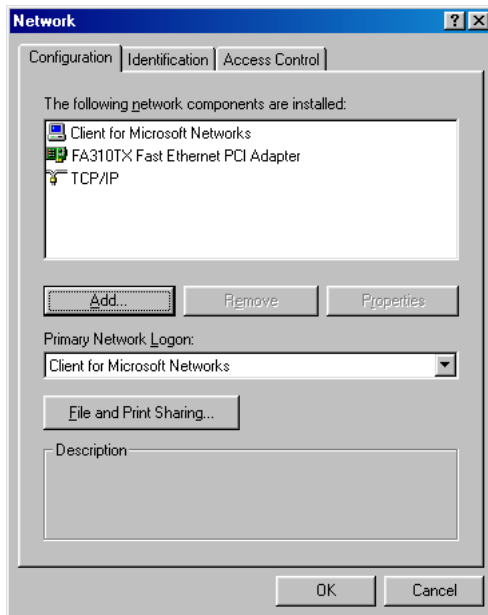 Network
Configuration Identification Access Control
The following network components are installed:
Client for Microsoft Networks
FA310TX Fast Ethernet PCI Adapter
TCP/IP
Add... Remove Properties
Primary Network Logon:
Client for Microsoft Networks
File and Print Sharing...
Description
OK Cancel